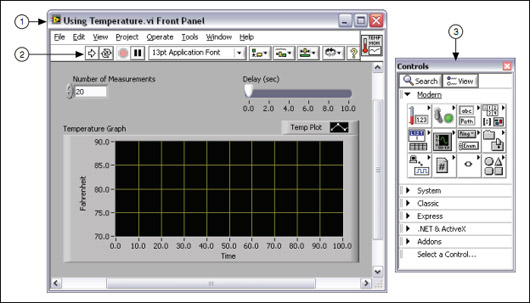 1
Using Temperature.vi Front Panel
File Edit View Project Operate Tools Window Help
TEMP
2
13pt Application Font
?
Number of Measurements
20
Delay (sec)
0.0 2.0 4.0 6.0 8.0 10.0
Temperature Graph
Temp Plot
90.0
85.0
80.0
75.0
70.0
Fahrenheit
0.0 10.0 20.0 30.0 40.0 50.0 60.0 70.0 80.0 90.0 100.0
Time
3
Controls
Search View
Modern
1.23
abc
Path
Ring
Enum
#
System
Classic
Express
.NET & ActiveX
Addons
Select a Control...